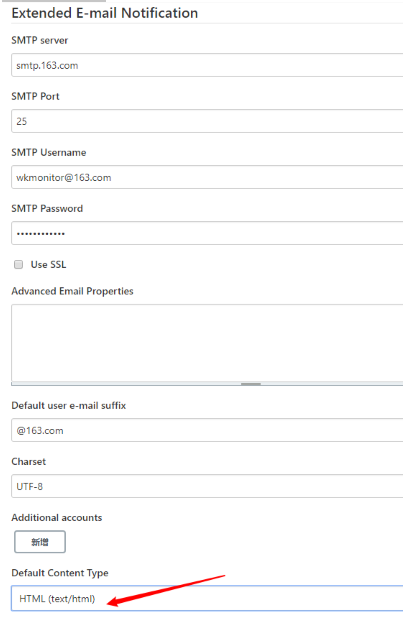 Extended E-mail Notification
SMTP server
smtp.163.com
SMTP Port
25
SMTP Username
wkmonitor@163.com
SMTP Password
••••••••••••
Use SSL
Advanced Email Properties
Default user e-mail suffix
@163.com
Charset
UTF-8
Additional accounts
新增
Default Content Type
HTML (text/html)